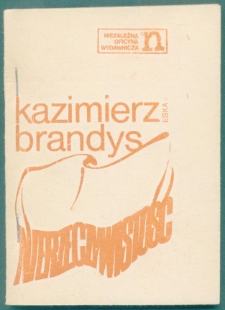 NIEZALEŻNA
OFICYNA
WYDAWNICZA
n
kazimierz
brandys
NIERZECZYWISTOŚĆ